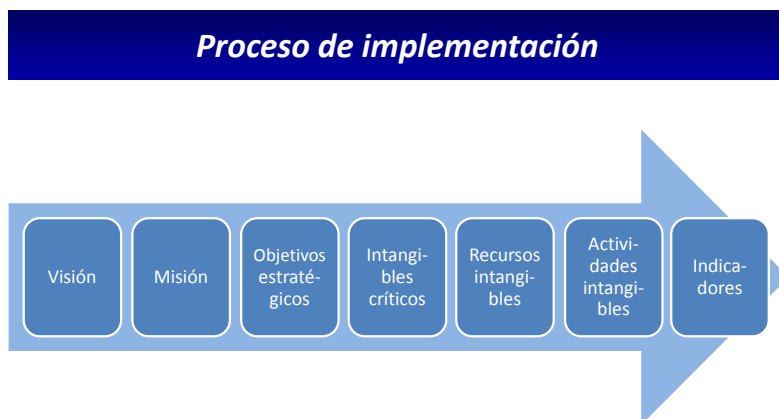 Proceso de implementación
Visión
Misión
Objetivos
estraté-
gicos
Intangi-
bles
críticos
Recursos
intangi-
bles
Activi-
dades
intangi-
bles
Indica-
dores